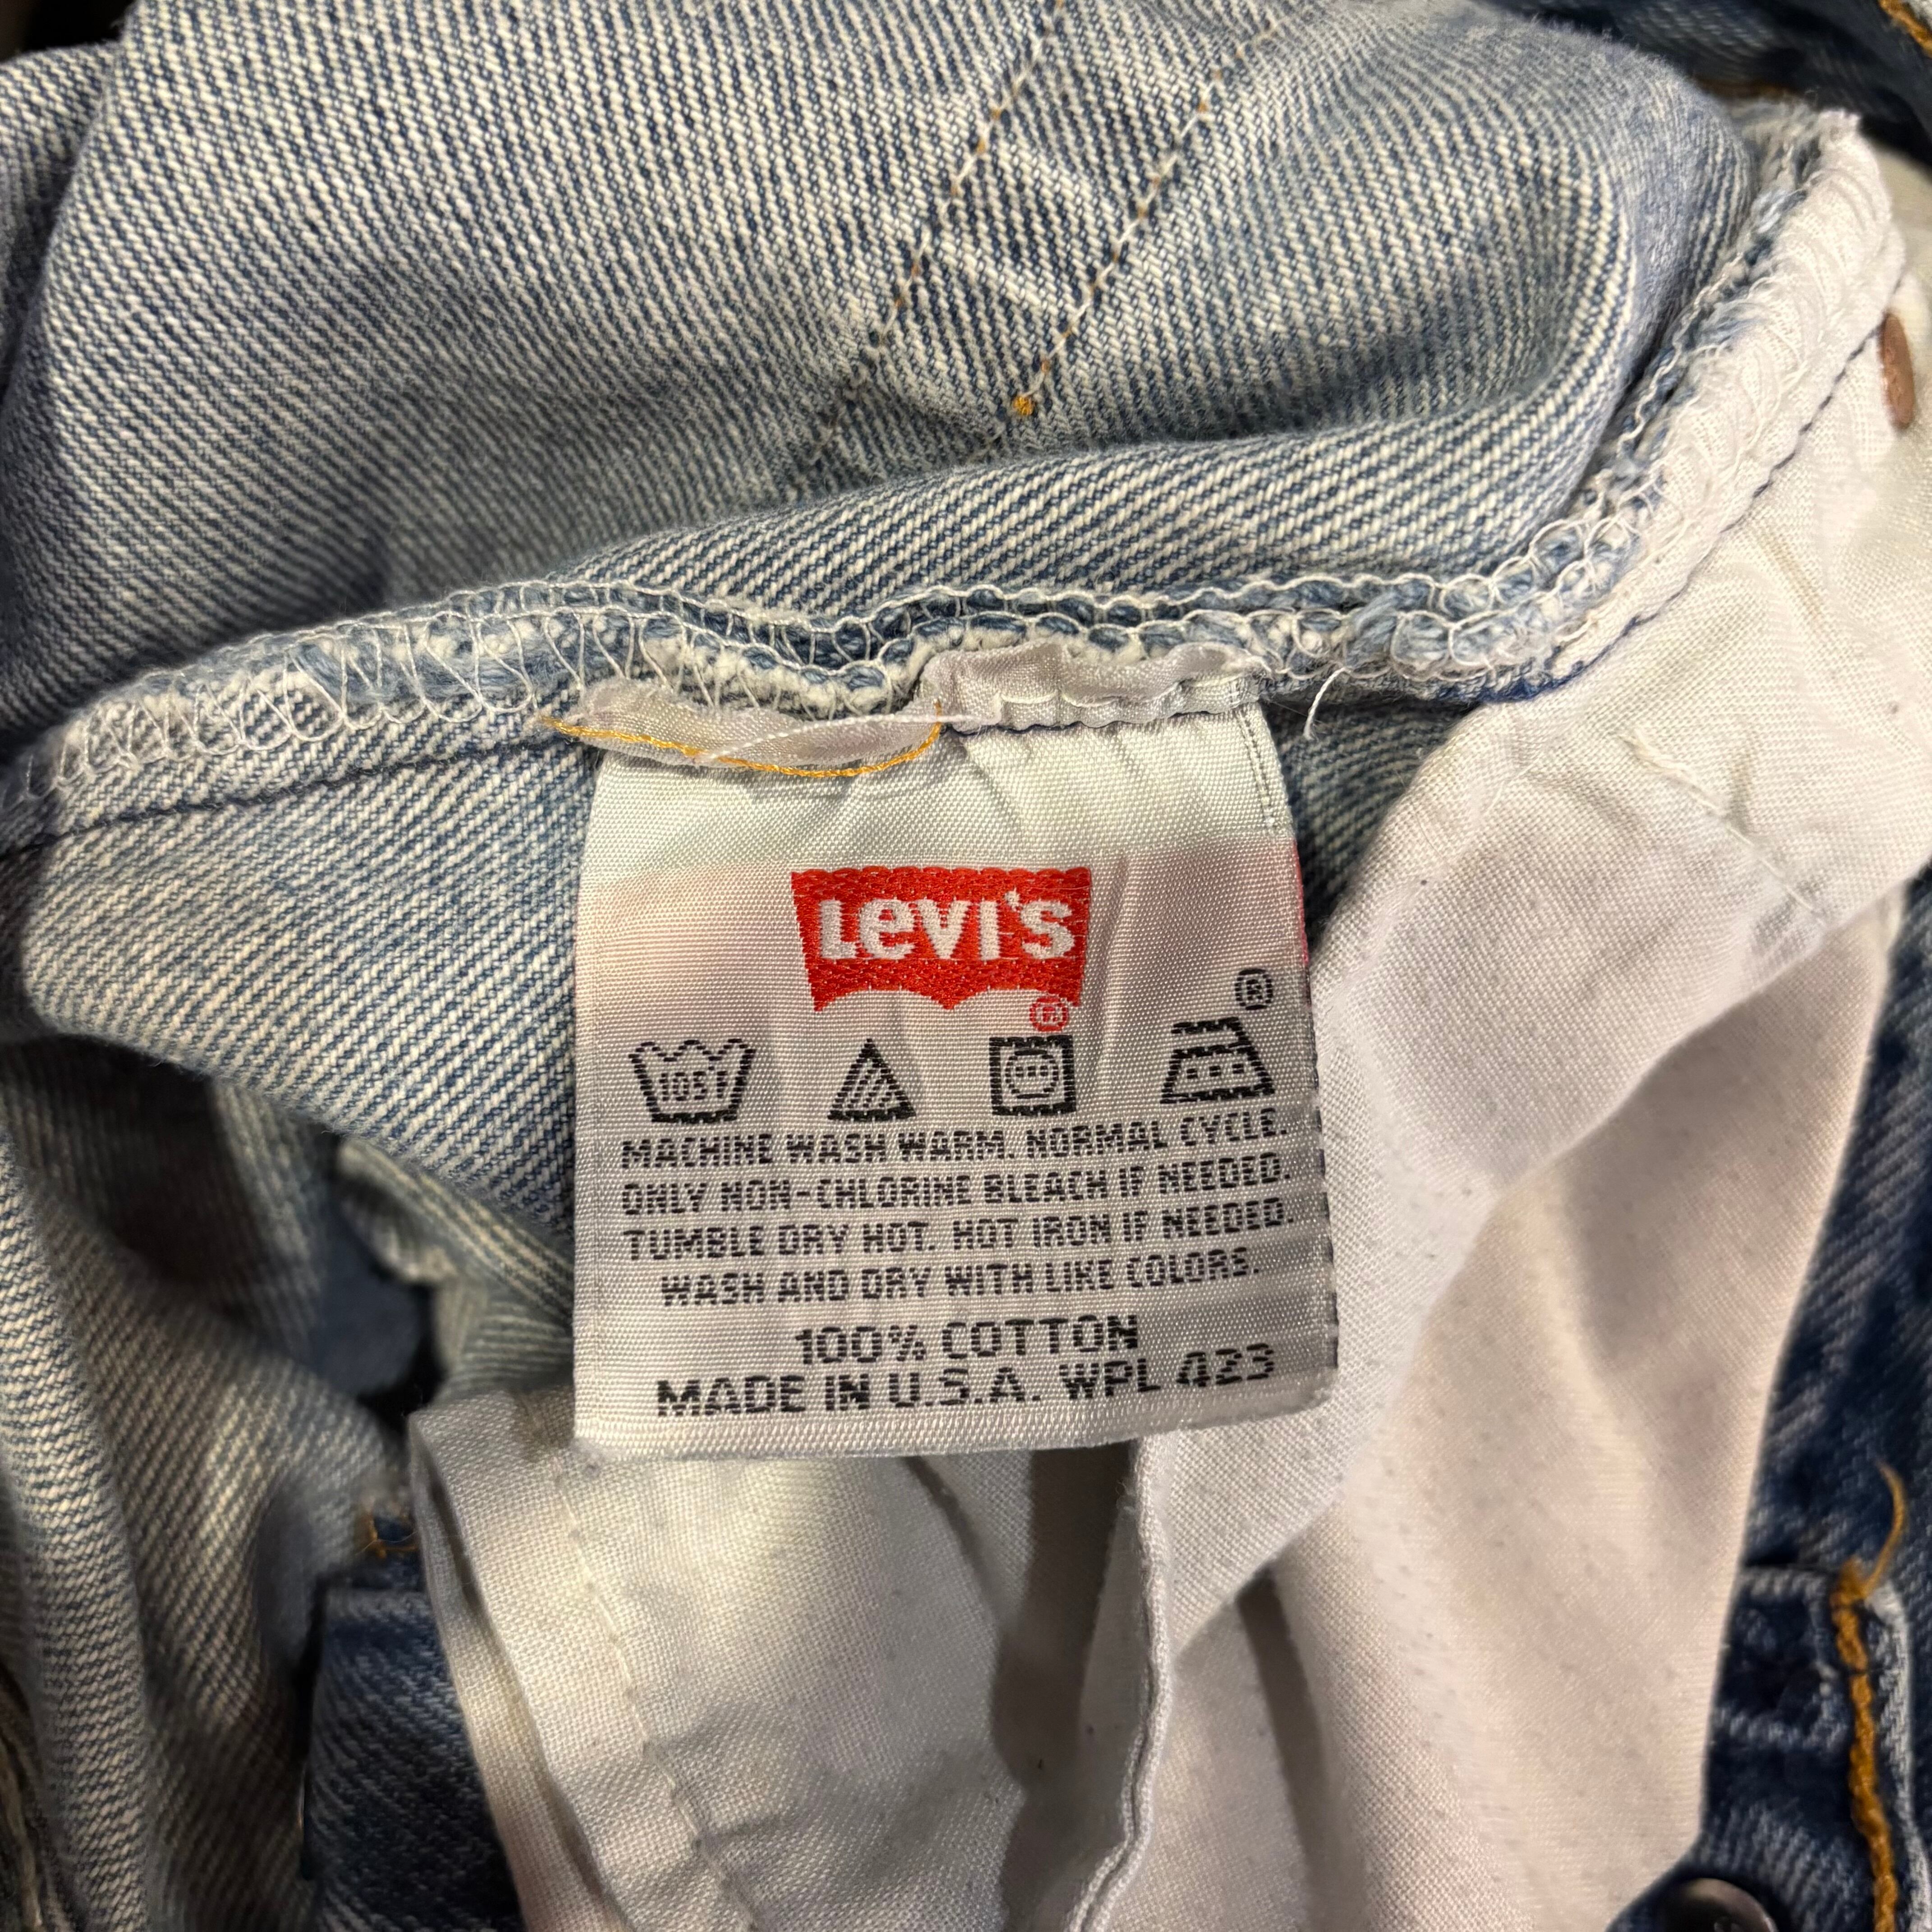 LEVI'S
®
®
105F
MACHINE WASH WARM. NORMAL CYCLE.
ONLY NON-CHLORINE BLEACH IF NEEDED.
TUMBLE DRY HOT. HOT IRON IF NEEDED.
WASH AND DRY WITH LIKE COLORS.
100% COTTON
MADE IN U.S.A. WPL 423